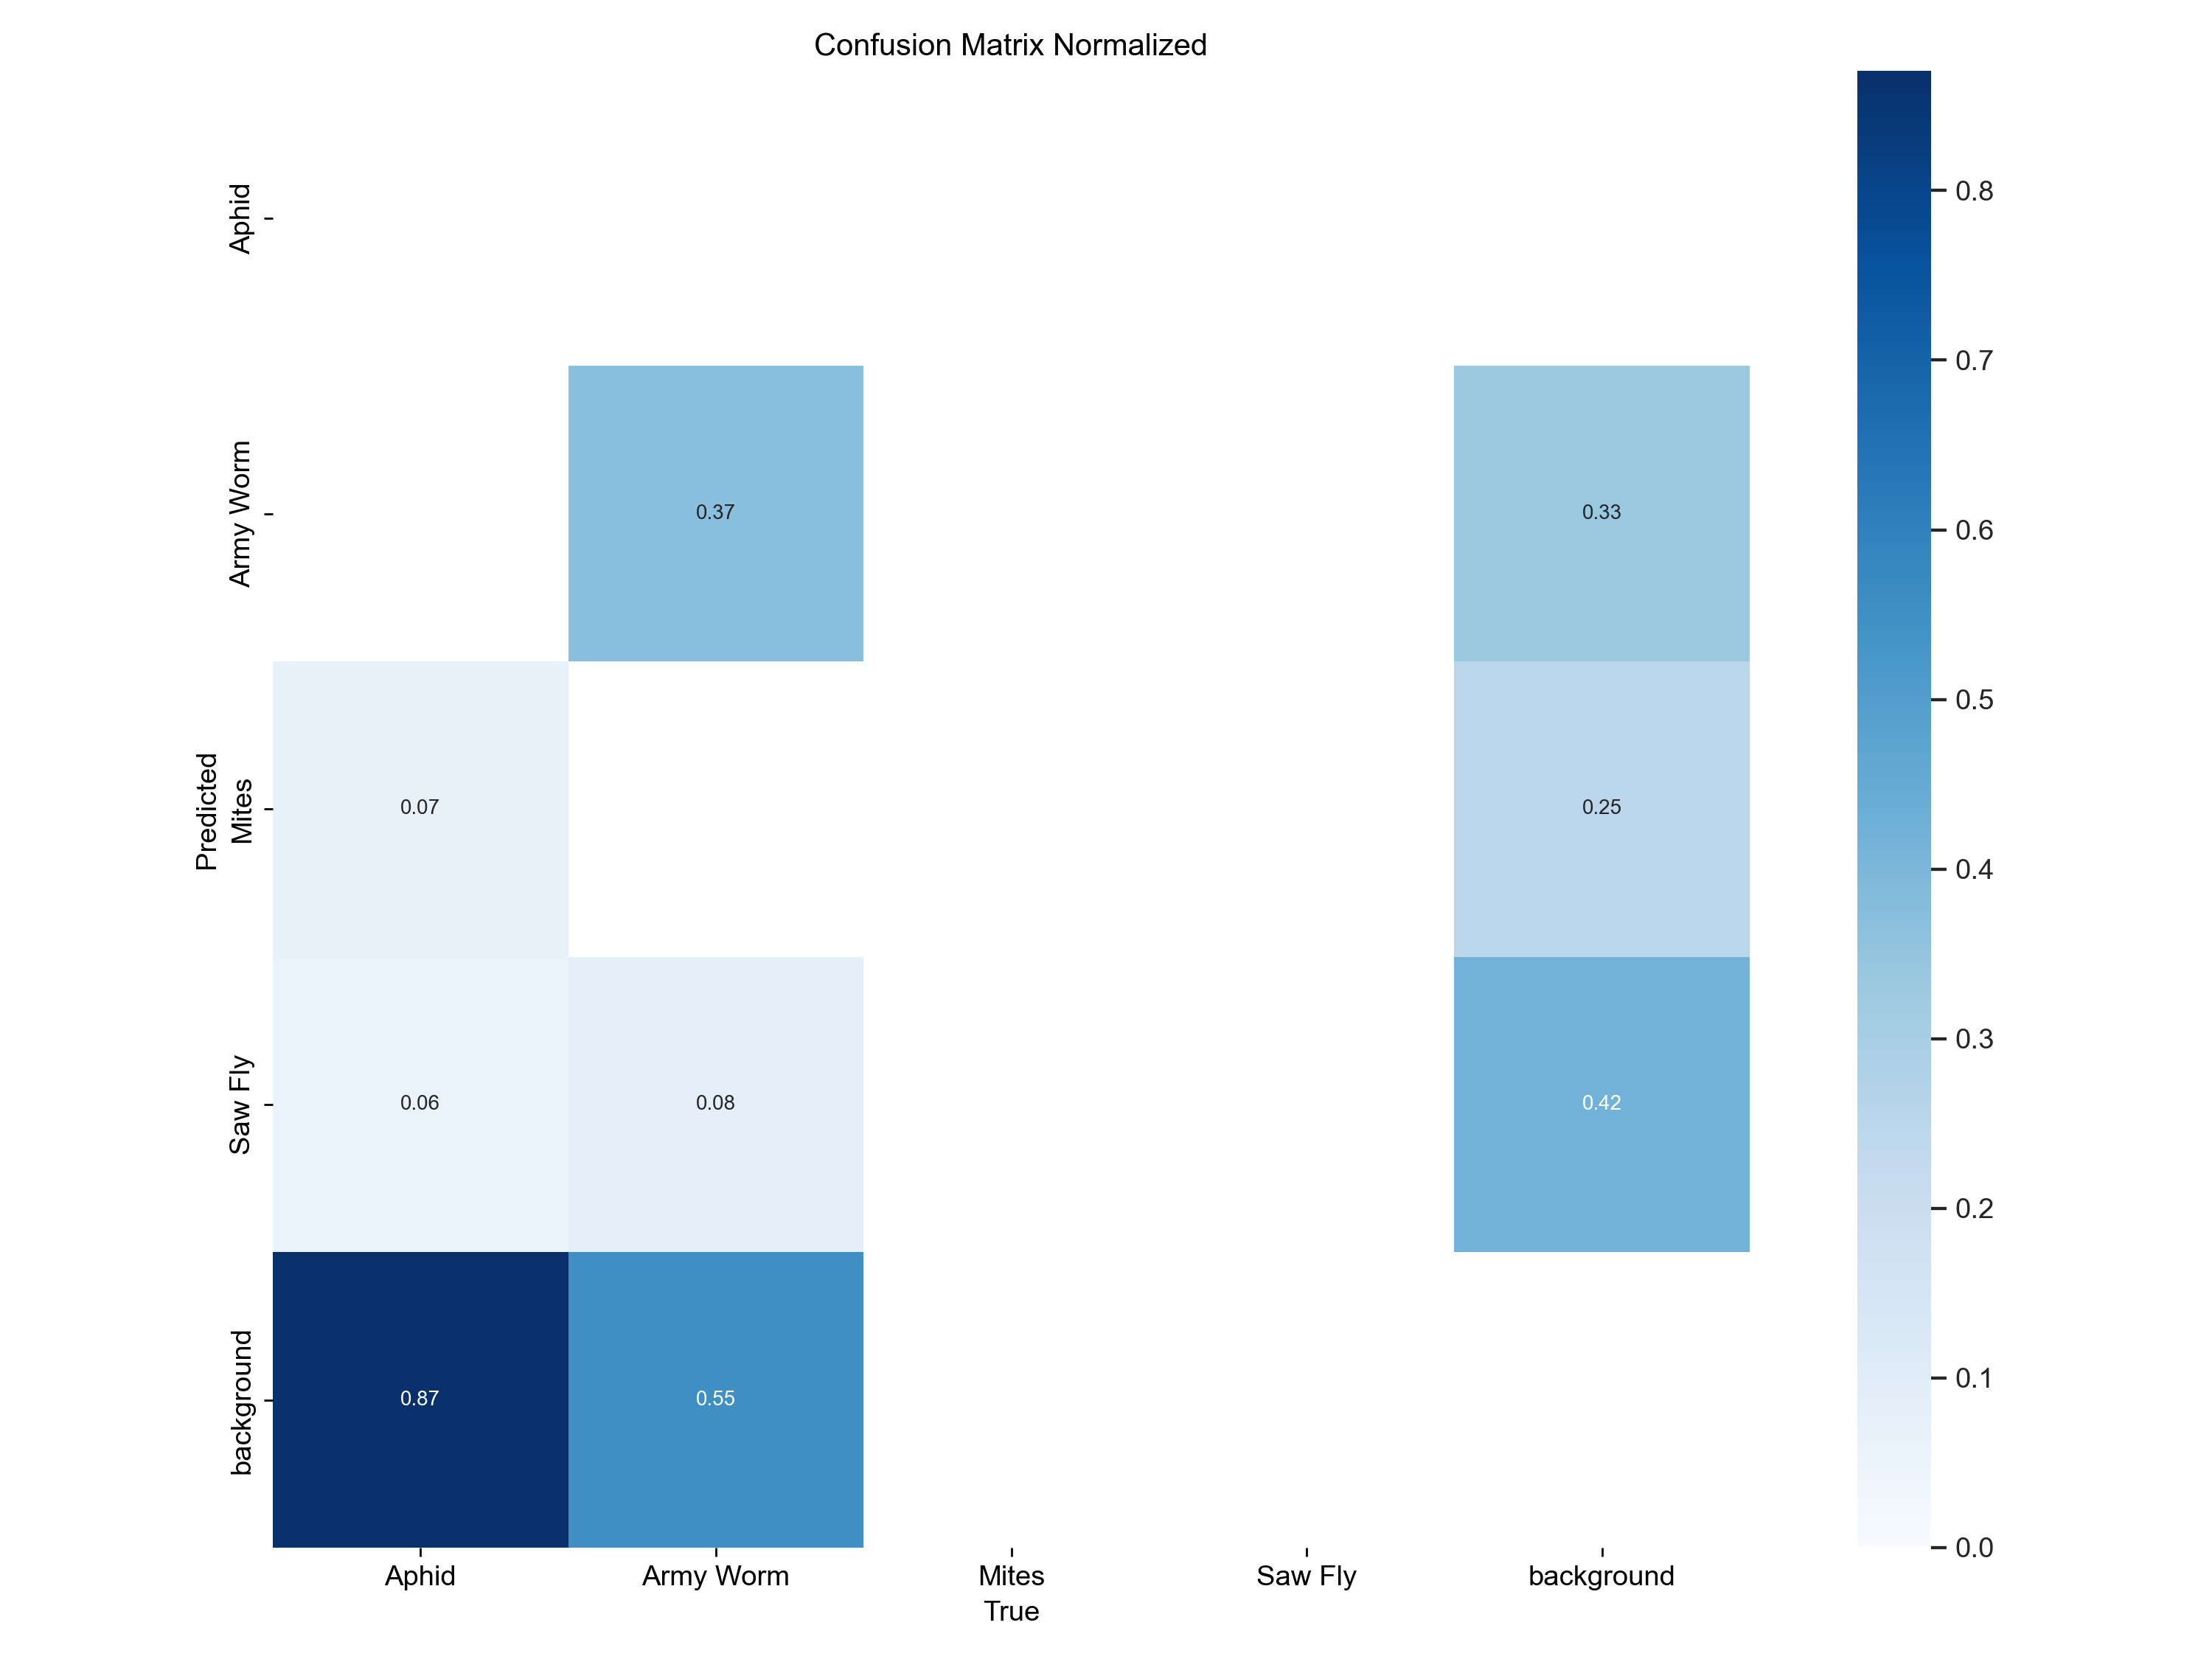 Confusion Matrix Normalized
Predicted
Aphid
Army Worm
0.37
0.33
Mites
0.07
0.25
Saw Fly
0.06
0.08
0.42
background
0.87
0.55
Aphid
Army Worm
Mites
Saw Fly
background
True
0.8
0.7
0.6
0.5
0.4
0.3
0.2
0.1
0.0